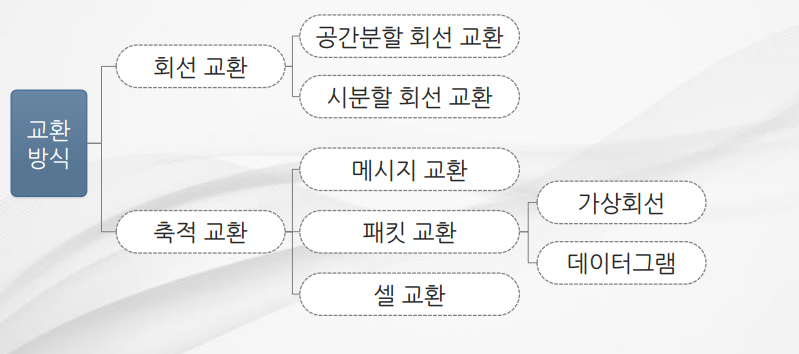 교환
방식
회선 교환
공간분할 회선 교환
시분할 회선 교환
축적 교환
메시지 교환
패킷 교환
셀 교환
가상회선
데이터그램